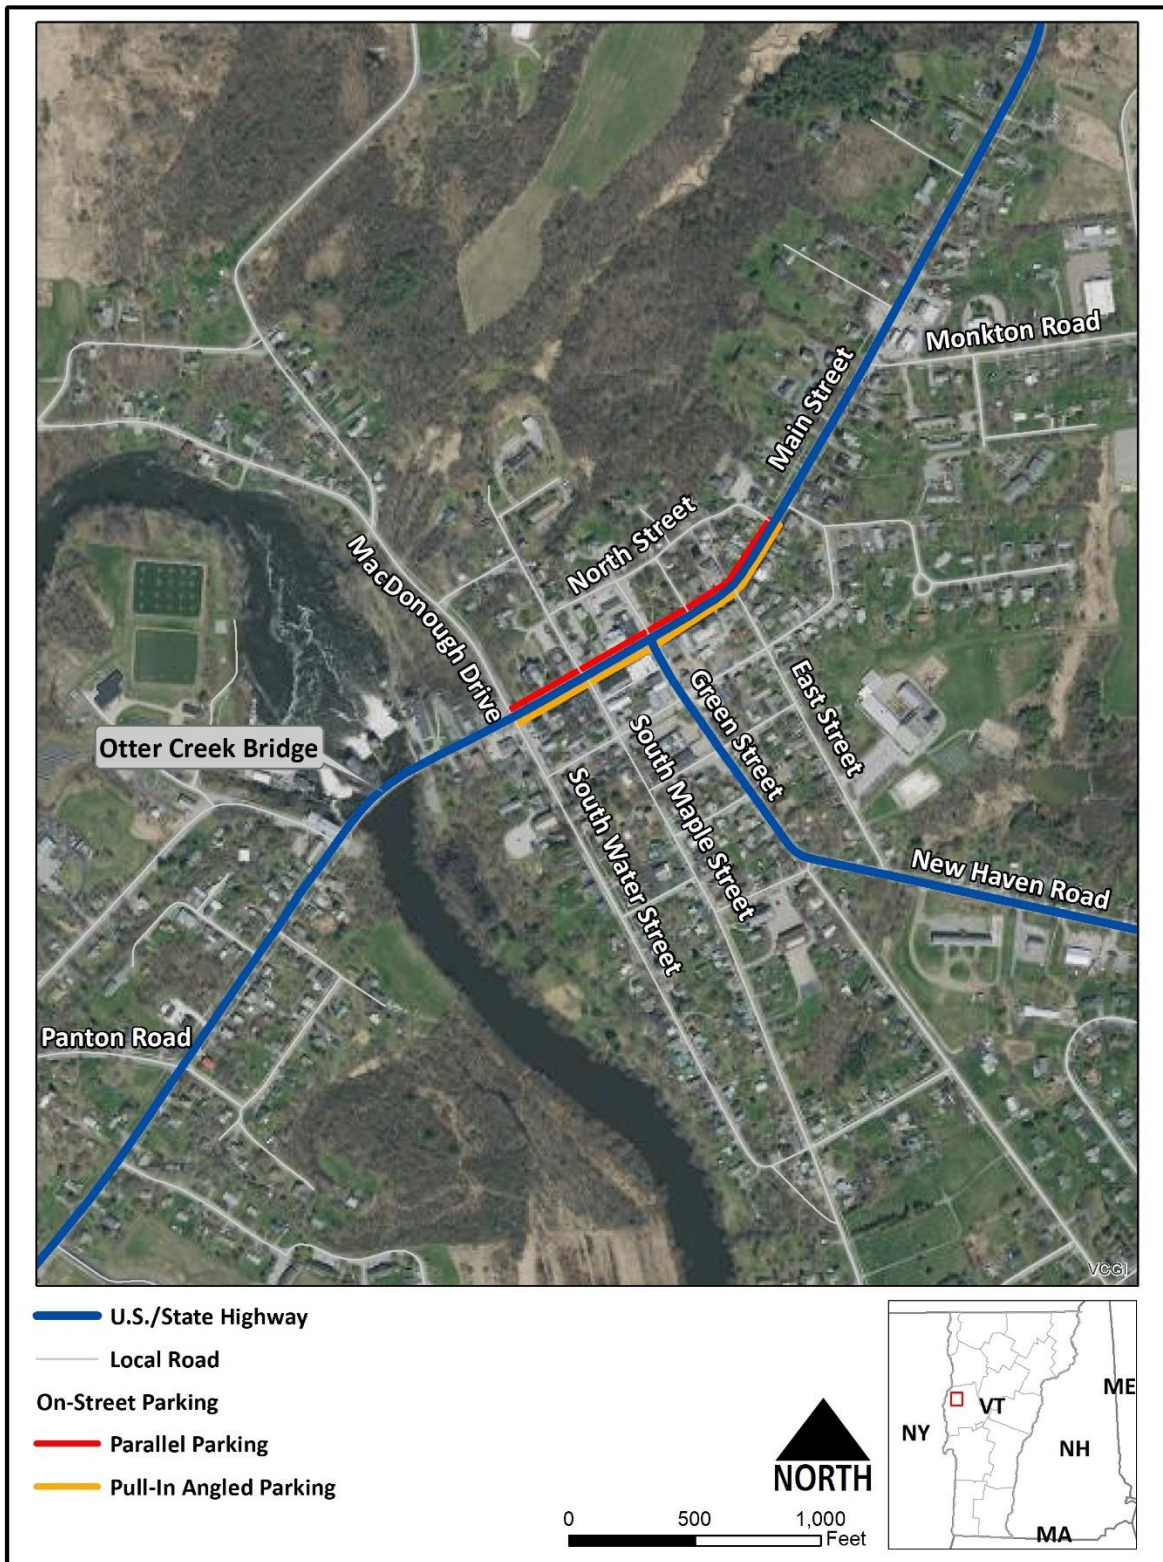 Monkton Road
Main Street
North Street
MacDonough Drive
Otter Creek Bridge
Green Street
East Street
South Maple Street
South Water Street
New Haven Road
Panton Road
VCGI
U.S./State Highway
Local Road
On-Street Parking
Parallel Parking
Pull-In Angled Parking
NORTH
0 500 1,000
Feet
ME
VT
NY
NH
MA